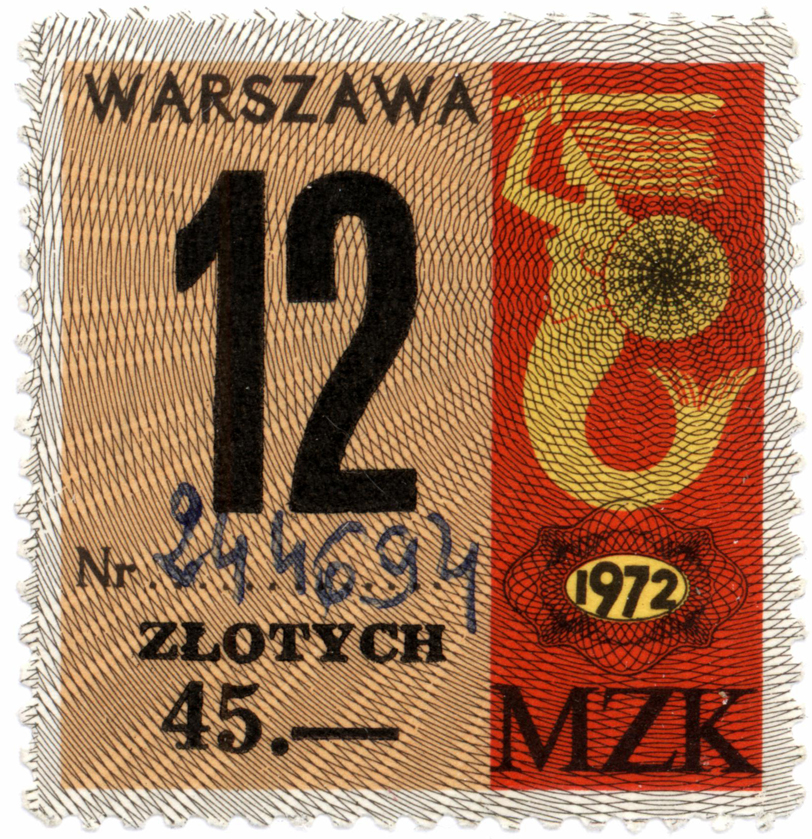 WARSZAWA
12
Nr. 244694
ZŁOTYCH
45.—
1972
MZK